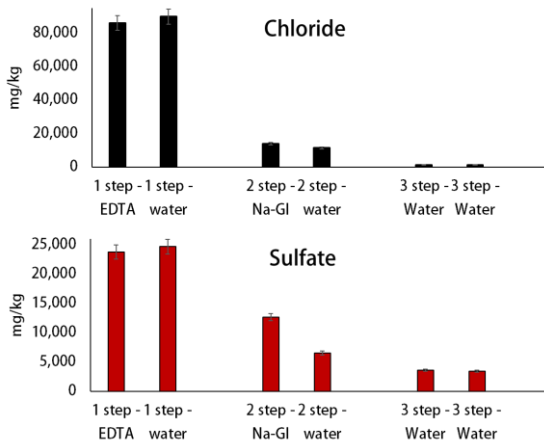 Chloride
mg/kg
80,000
60,000
40,000
20,000
0
1 step - 1 step - 2 step - 2 step - 3 step - 3 step -
EDTA water Na-Gl water Water Water
Sulfate
mg/kg
25,000
20,000
15,000
10,000
5,000
0
1 step - 1 step - 2 step - 2 step - 3 step - 3 step -
EDTA water Na-Gl water Water Water